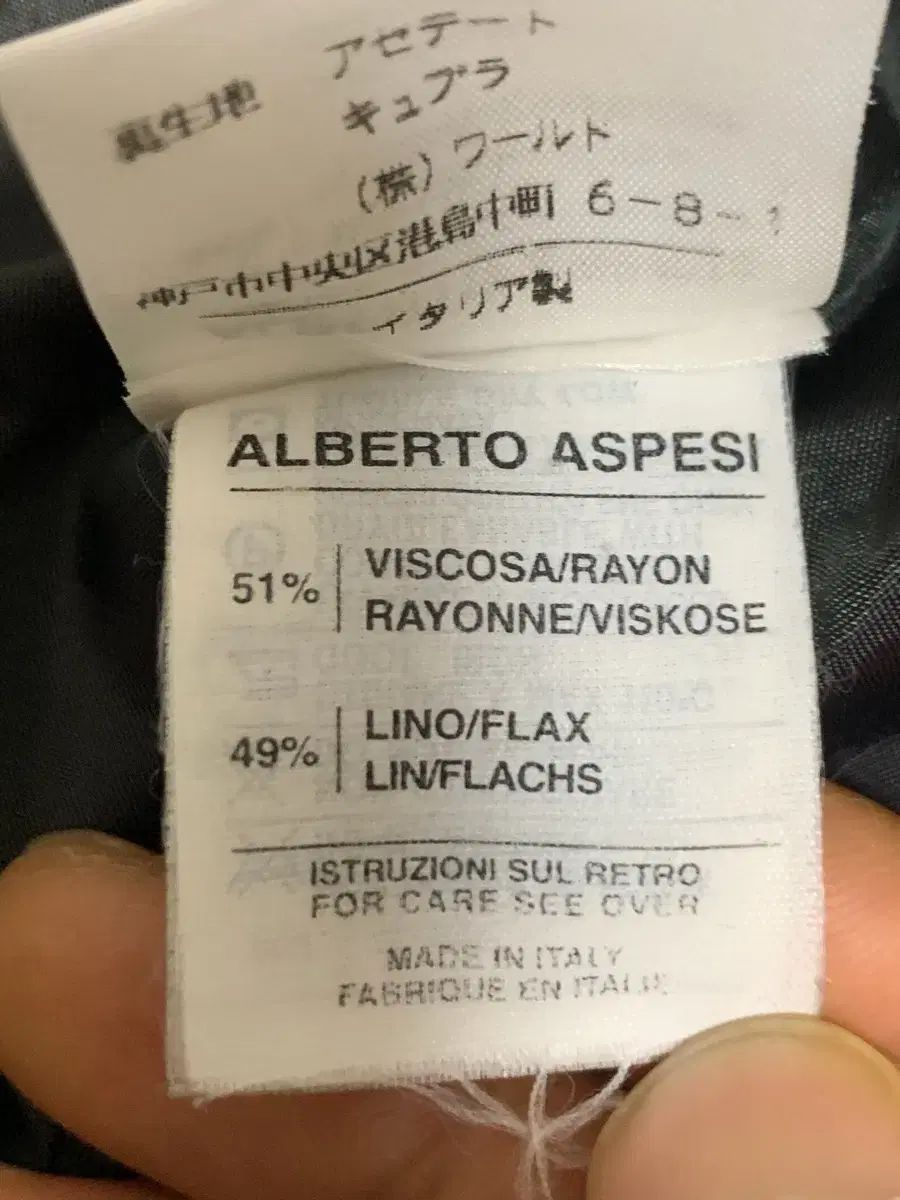 裏生地 アセテート
キュプラ
(株) ワールド
神戸市中央区港島中町 6-8-1
イタリア製
ALBERTO ASPESI
51% VISCOSA/RAYON
RAYONNE/VISKOSE
49% LINO/FLAX
LIN/FLACHS
ISTRUZIONI SUL RETRO
FOR CARE SEE OVER
MADE IN ITALY
FABRIQUE EN ITALIE